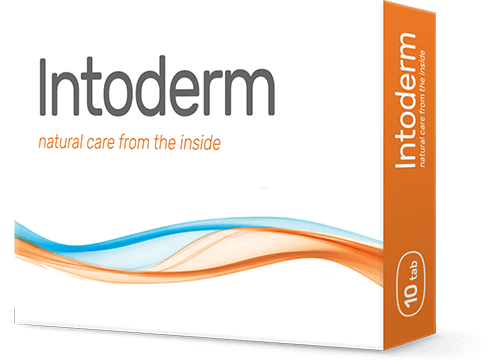 Intoderm
natural care from the inside
Intoderm
natural care from the inside
10 tab